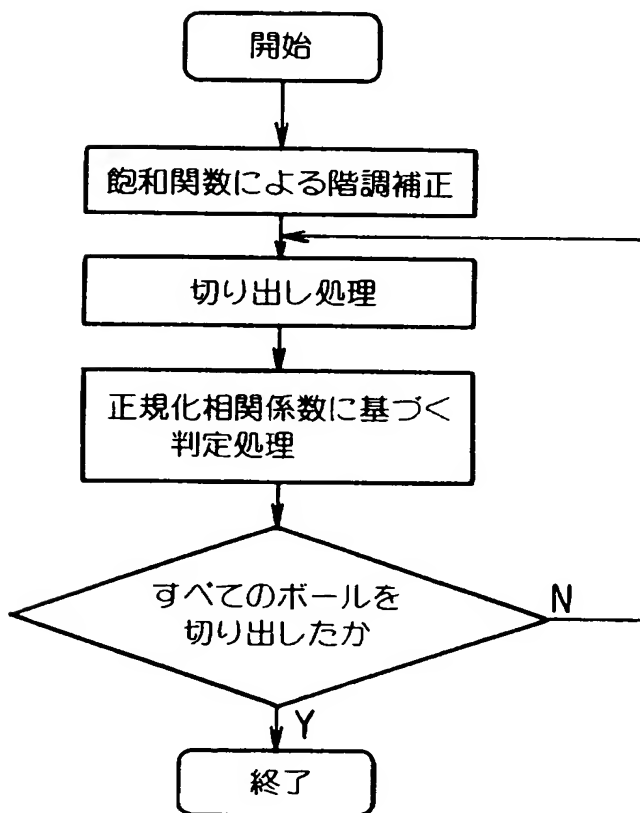 開始
飽和関数による階調補正
切り出し処理
正規化相関係数に基づく
判定処理
すべてのボールを
切り出したか
N
Y
終了